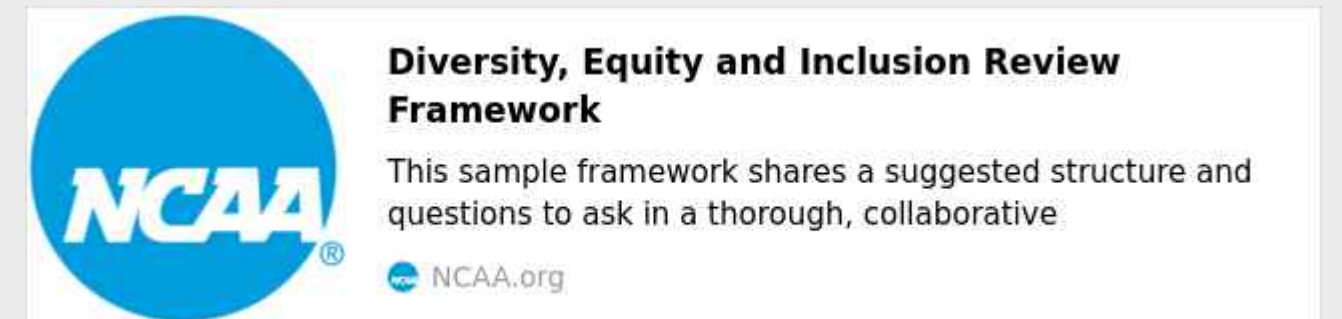 NCAA
®
Diversity, Equity and Inclusion Review
Framework
This sample framework shares a suggested structure and
questions to ask in a thorough, collaborative
NCAA.org